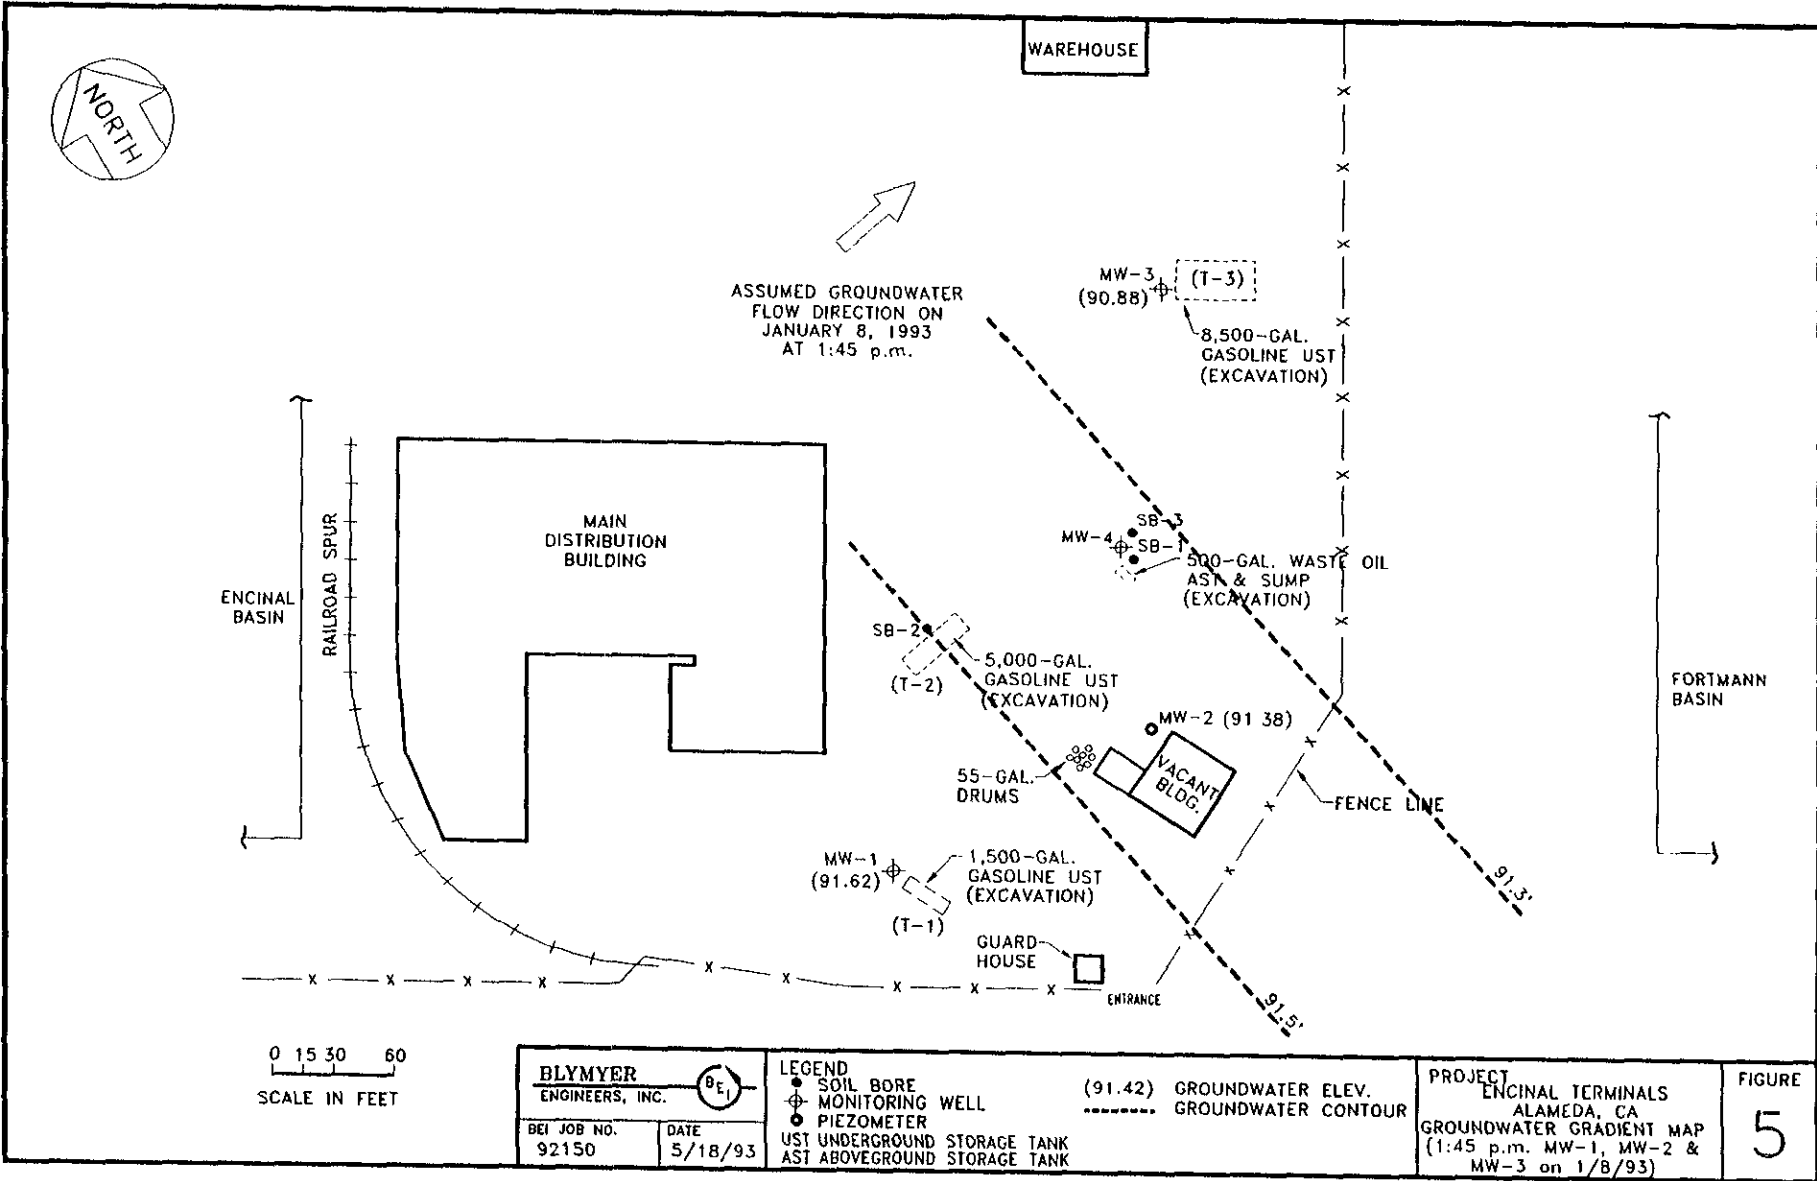 WAREHOUSE
NORTH
ASSUMED GROUNDWATER
FLOW DIRECTION ON
JANUARY 8, 1993
AT 1:45 p.m.
MW-3
(90.88)
(T-3)
8,500-GAL.
GASOLINE UST
(EXCAVATION)
MAIN
DISTRIBUTION
BUILDING
RAILROAD SPUR
ENCINAL
BASIN
SB-3
MW-4
SB-1
500-GAL. WASTE OIL
AST & SUMP
(EXCAVATION)
SB-2
(T-2)
5,000-GAL.
GASOLINE UST
(EXCAVATION)
FORTMANN
BASIN
MW-2 (91 38)
VACANT
BLDG.
55-GAL.
DRUMS
FENCE LINE
MW-1
(91.62)
1,500-GAL.
GASOLINE UST
(EXCAVATION)
(T-1)
91.3'
GUARD
HOUSE
ENTRANCE
91.5'
0 15 30 60
SCALE IN FEET
BLYMYER
ENGINEERS, INC.
BEI
BEI JOB NO.
92150
DATE
5/18/93
LEGEND
SOIL BORE
MONITORING WELL
PIEZOMETER
UST UNDERGROUND STORAGE TANK
AST ABOVEGROUND STORAGE TANK
(91.42) GROUNDWATER ELEV.
GROUNDWATER CONTOUR
PROJECT
ENCINAL TERMINALS
ALAMEDA, CA
GROUNDWATER GRADIENT MAP
(1:45 p.m. MW-1, MW-2 &
MW-3 on 1/8/93)
FIGURE
5